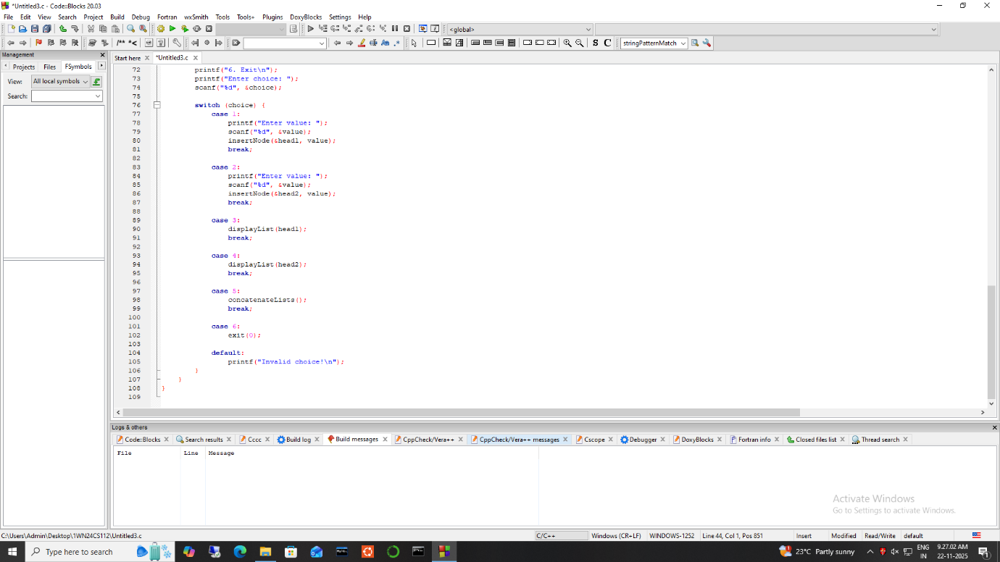 *Untitled3.c - Code::Blocks 20.03
File Edit View Search Project Build Debug Fortran wxSmith Tools Tools+ Plugins DoxyBlocks Settings Help
<global>
/** *<
S C stringPatternMatch
Management
Projects Files FSymbols
View: All local symbols
Search:
Start here *Untitled3.c
72 printf("6. Exit\n");
73 printf("Enter choice: ");
74 scanf("%d", &choice);
75
76 switch (choice) {
77 case 1:
78 printf("Enter value: ");
79 scanf("%d", &value);
80 insertNode(&head1, value);
81 break;
82
83 case 2:
84 printf("Enter value: ");
85 scanf("%d", &value);
86 insertNode(&head2, value);
87 break;
88
89 case 3:
90 displayList(head1);
91 break;
92
93 case 4:
94 displayList(head2);
95 break;
96
97 case 5:
98 concatenateLists();
99 break;
100
101 case 6:
102 exit(0);
103
104 default:
105 printf("Invalid choice!\n");
106 }
107 }
108 }
109
Logs & others
Code::Blocks Search results Cccc Build log Build messages CppCheck/Vera++ CppCheck/Vera++ messages Cscope Debugger DoxyBlocks Fortran info Closed files list Thread search
File Line Message
Activate Windows
Go to Settings to activate Windows.
C:\Users\Admin\Desktop\1WN24CS112\Untitled3.c C/C++ Windows (CR+LF) WINDOWS-1252 Line 44, Col 1, Pos 851 Insert Modified Read/Write default
Type here to search
23°C Partly sunny
ENG
IN
9.27.02 AM
22-11-2025
1